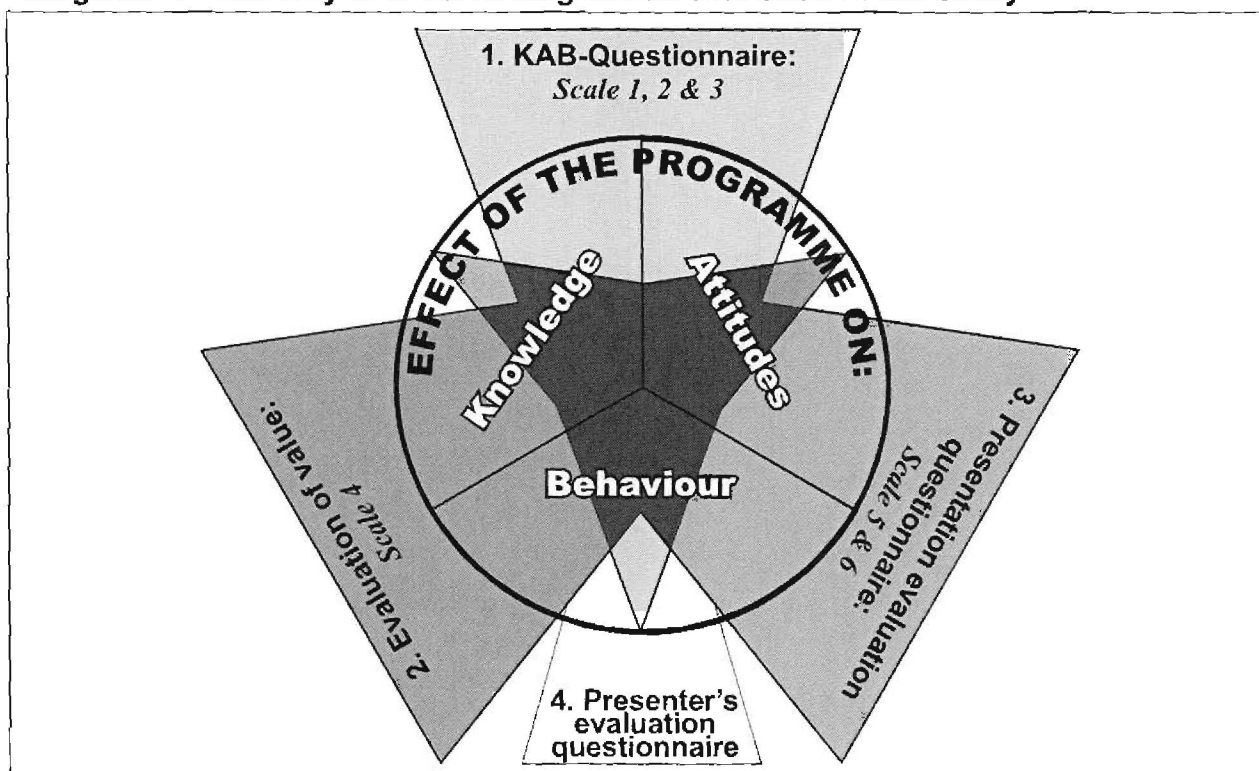 1. KAB-Questionnaire:
Scale 1, 2 & 3
EFFECT OF THE PROGRAMME ON:
Knowledge
Attitudes
Behaviour
2. Evaluation of value:
Scale 4
3. Presentation evaluation
questionnaire:
Scale 5 & 6
4. Presenter's
evaluation
questionnaire